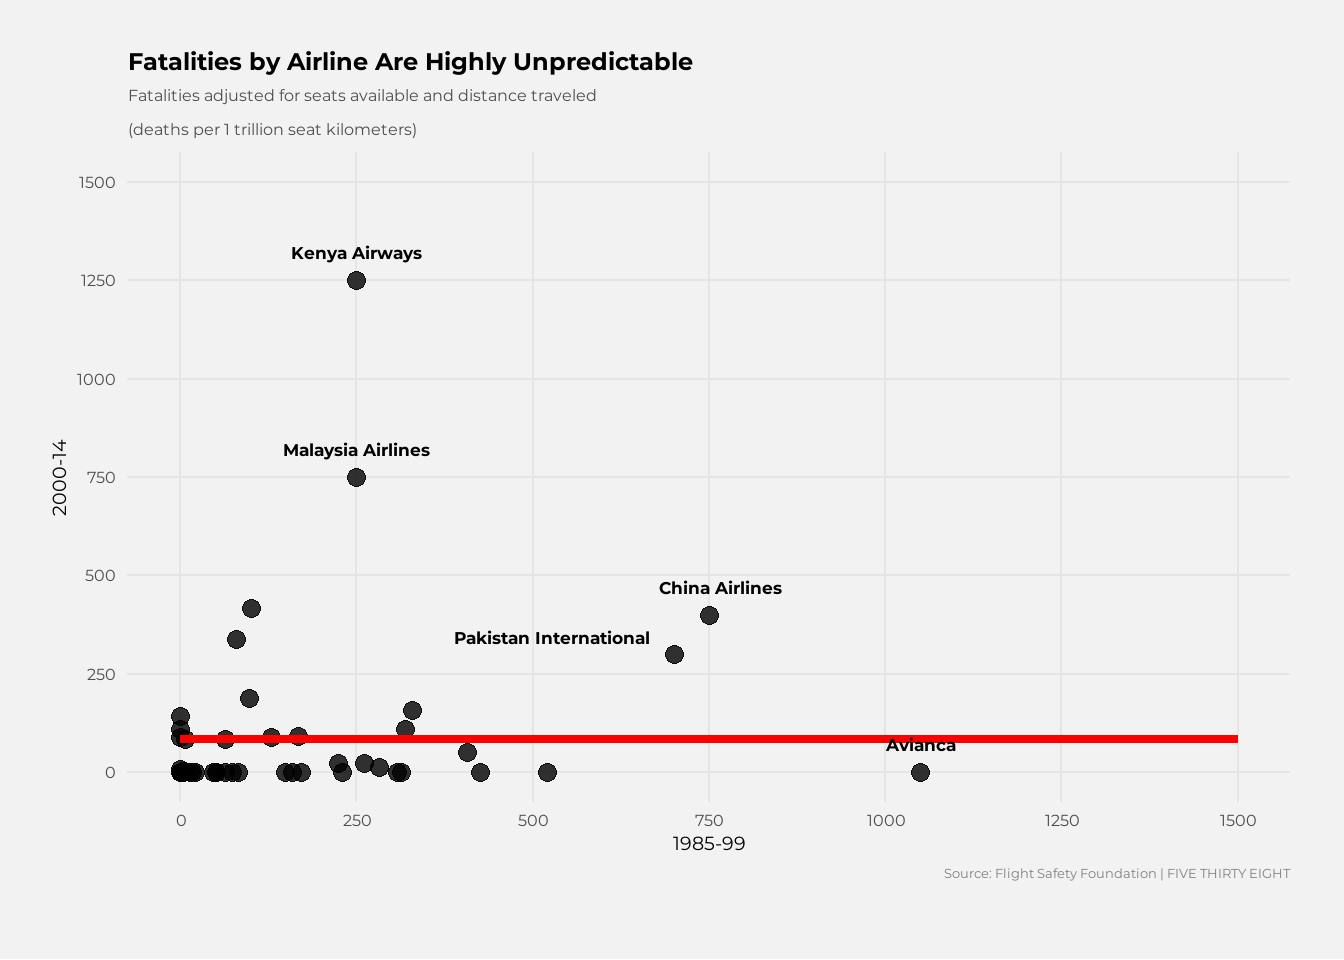 Fatalities by Airline Are Highly Unpredictable
Fatalities adjusted for seats available and distance traveled
(deaths per 1 trillion seat kilometers)
1500
Kenya Airways
1250
1000
Malaysia Airlines
750
2000-14
500
China Airlines
Pakistan International
250
Avianca
0
0 250 500 750 1000 1250 1500
1985-99
Source: Flight Safety Foundation | FIVE THIRTY EIGHT